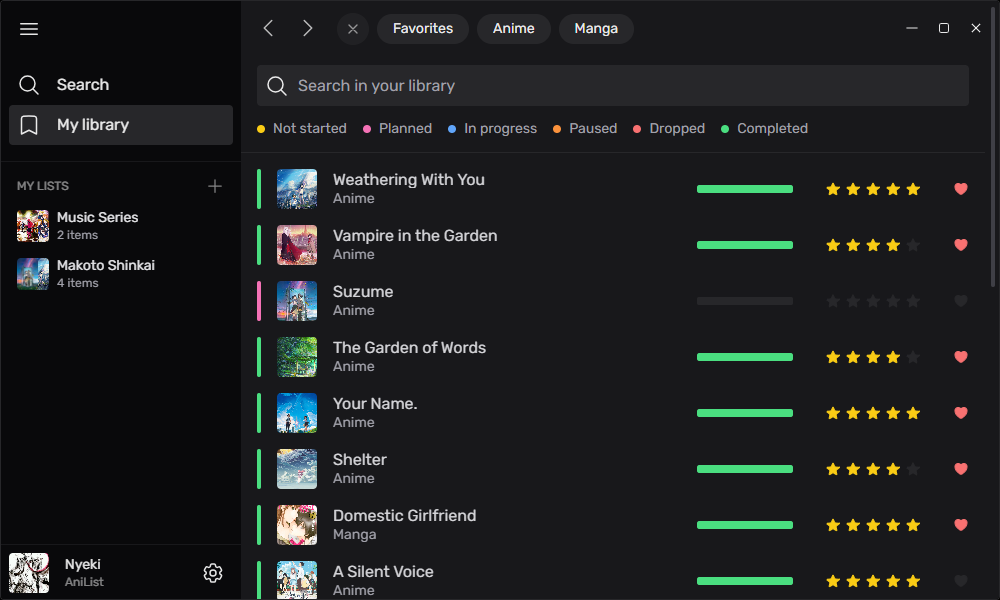 Search
My library
MY LISTS
Music Series
2 items
Makoto Shinkai
4 items
Nyeki
AniList
Favorites Anime Manga
Search in your library
Not started Planned In progress Paused Dropped Completed
Weathering With You
Anime
Vampire in the Garden
Anime
Suzume
Anime
The Garden of Words
Anime
Your Name.
Anime
Shelter
Anime
Domestic Girlfriend
Manga
A Silent Voice
Anime